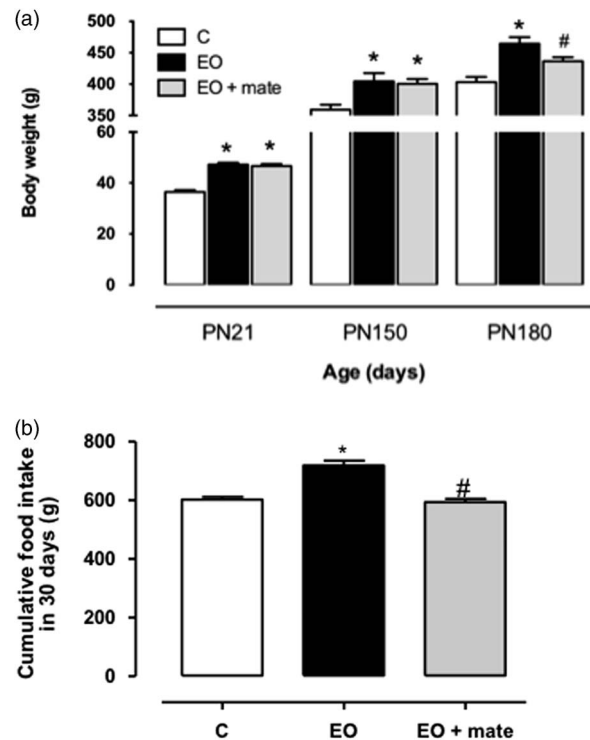 (a)
500
450
400
350
60
40
20
0
Body weight (g)
C
EO
EO + mate
* *
* *
* #
PN21 PN150 PN180
Age (days)
(b)
800
600
400
200
0
Cumulative food intake
in 30 days (g)
*
#
C EO EO + mate